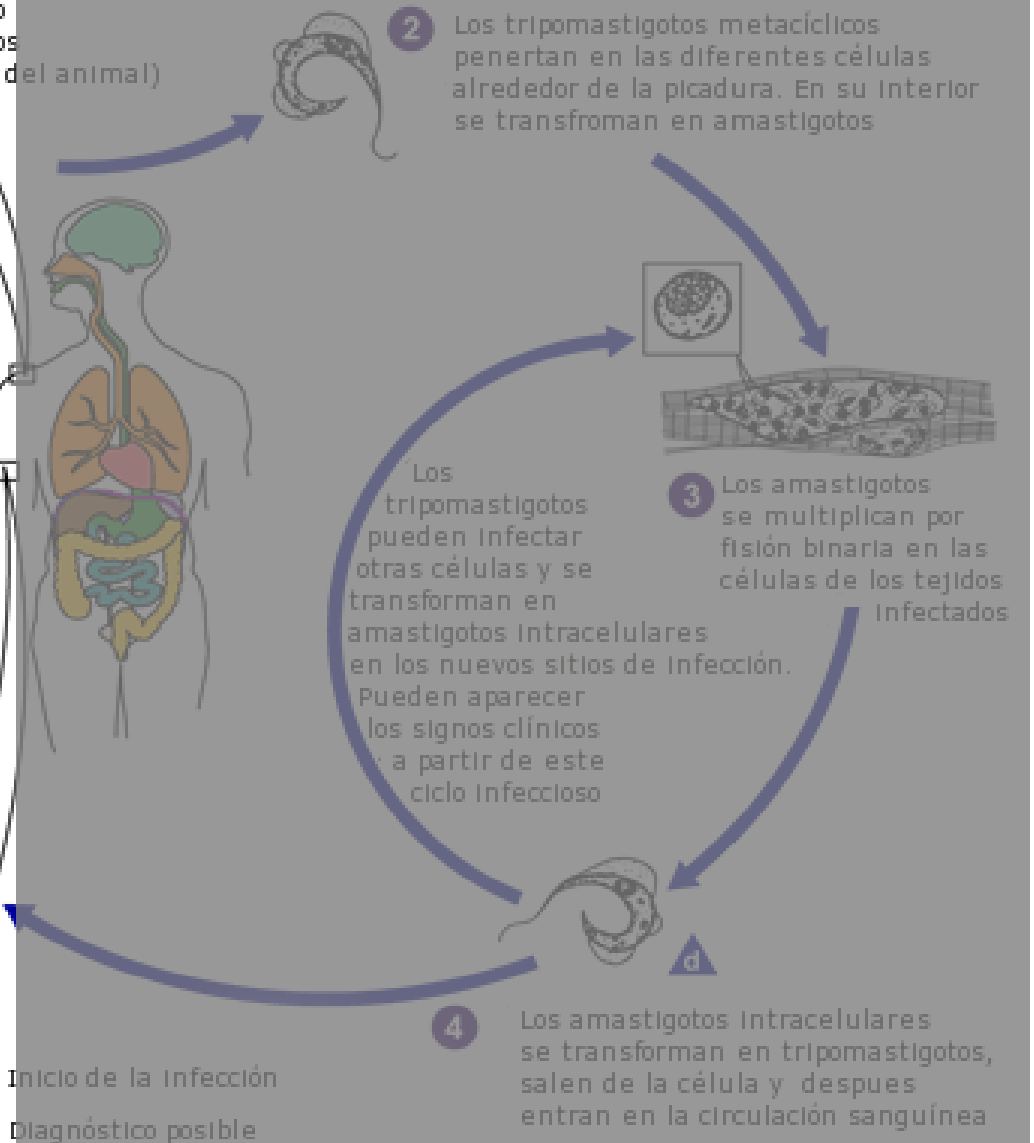 os
del animal)
2
Los tripomastigotos metacíclicos
penertan en las diferentes células
alrededor de la picadura. En su interior
se transfroman en amastigotos
Los
tripomastigotos
pueden infectar
otras células y se
transforman en
amastigotos intracelulares
en los nuevos sitios de infección.
Pueden aparecer
los signos clínicos
a partir de este
ciclo infeccioso
3
Los amastigotos
se multiplican por
fisión binaria en las
células de los tejidos
infectados
d
4
Los amastigotos intracelulares
se transforman en tripomastigotos,
salen de la célula y despues
entran en la circulación sanguínea
Inicio de la infección
Diagnóstico posible